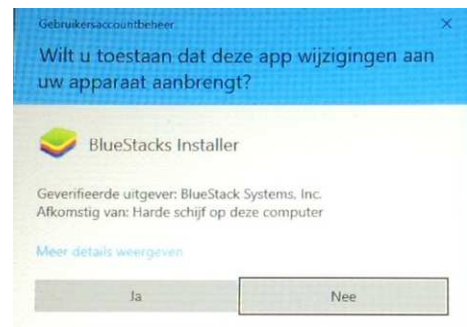 Gebruikersaccountbeheer
Wilt u toestaan dat deze app wijzigingen aan
uw apparaat aanbrengt?
BlueStacks Installer
Geverifieerde uitgever: BlueStack Systems, Inc.
Afkomstig van: Harde schijf op deze computer
Meer details weergeven
Ja
Nee